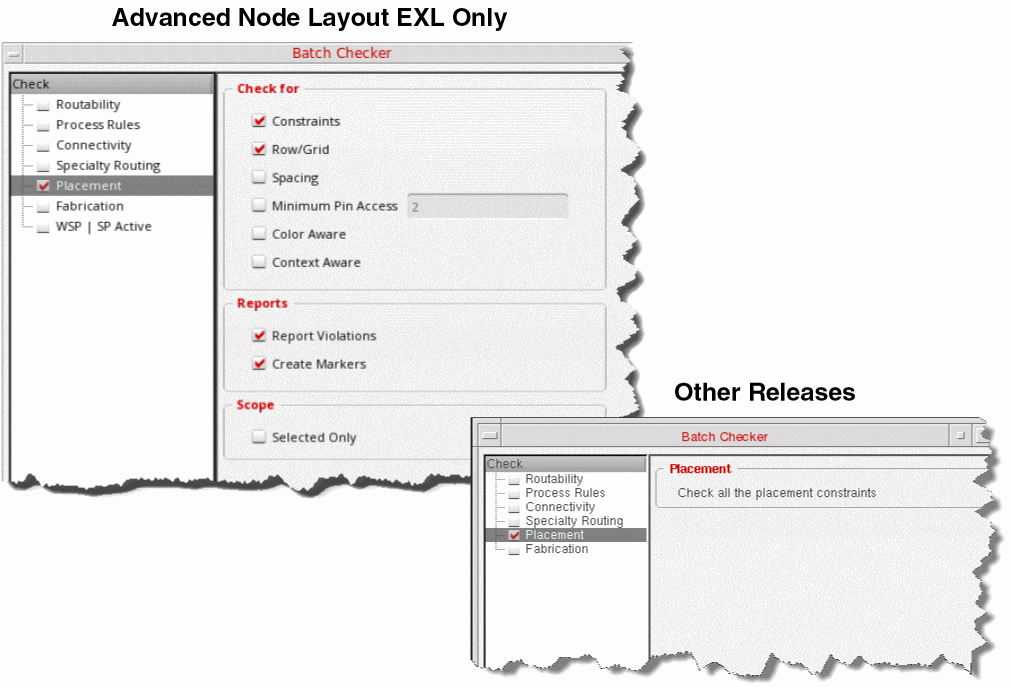 Advanced Node Layout EXL Only
Batch Checker
Check
Routability
Process Rules
Connectivity
Specialty Routing
Placement
Fabrication
WSP | SP Active
Check for
Constraints
Row/Grid
Spacing
Minimum Pin Access 2
Color Aware
Context Aware
Reports
Report Violations
Create Markers
Scope
Selected Only
Other Releases
Batch Checker
Check
Routability
Process Rules
Connectivity
Specialty Routing
Placement
Fabrication
Placement
Check all the placement constraints